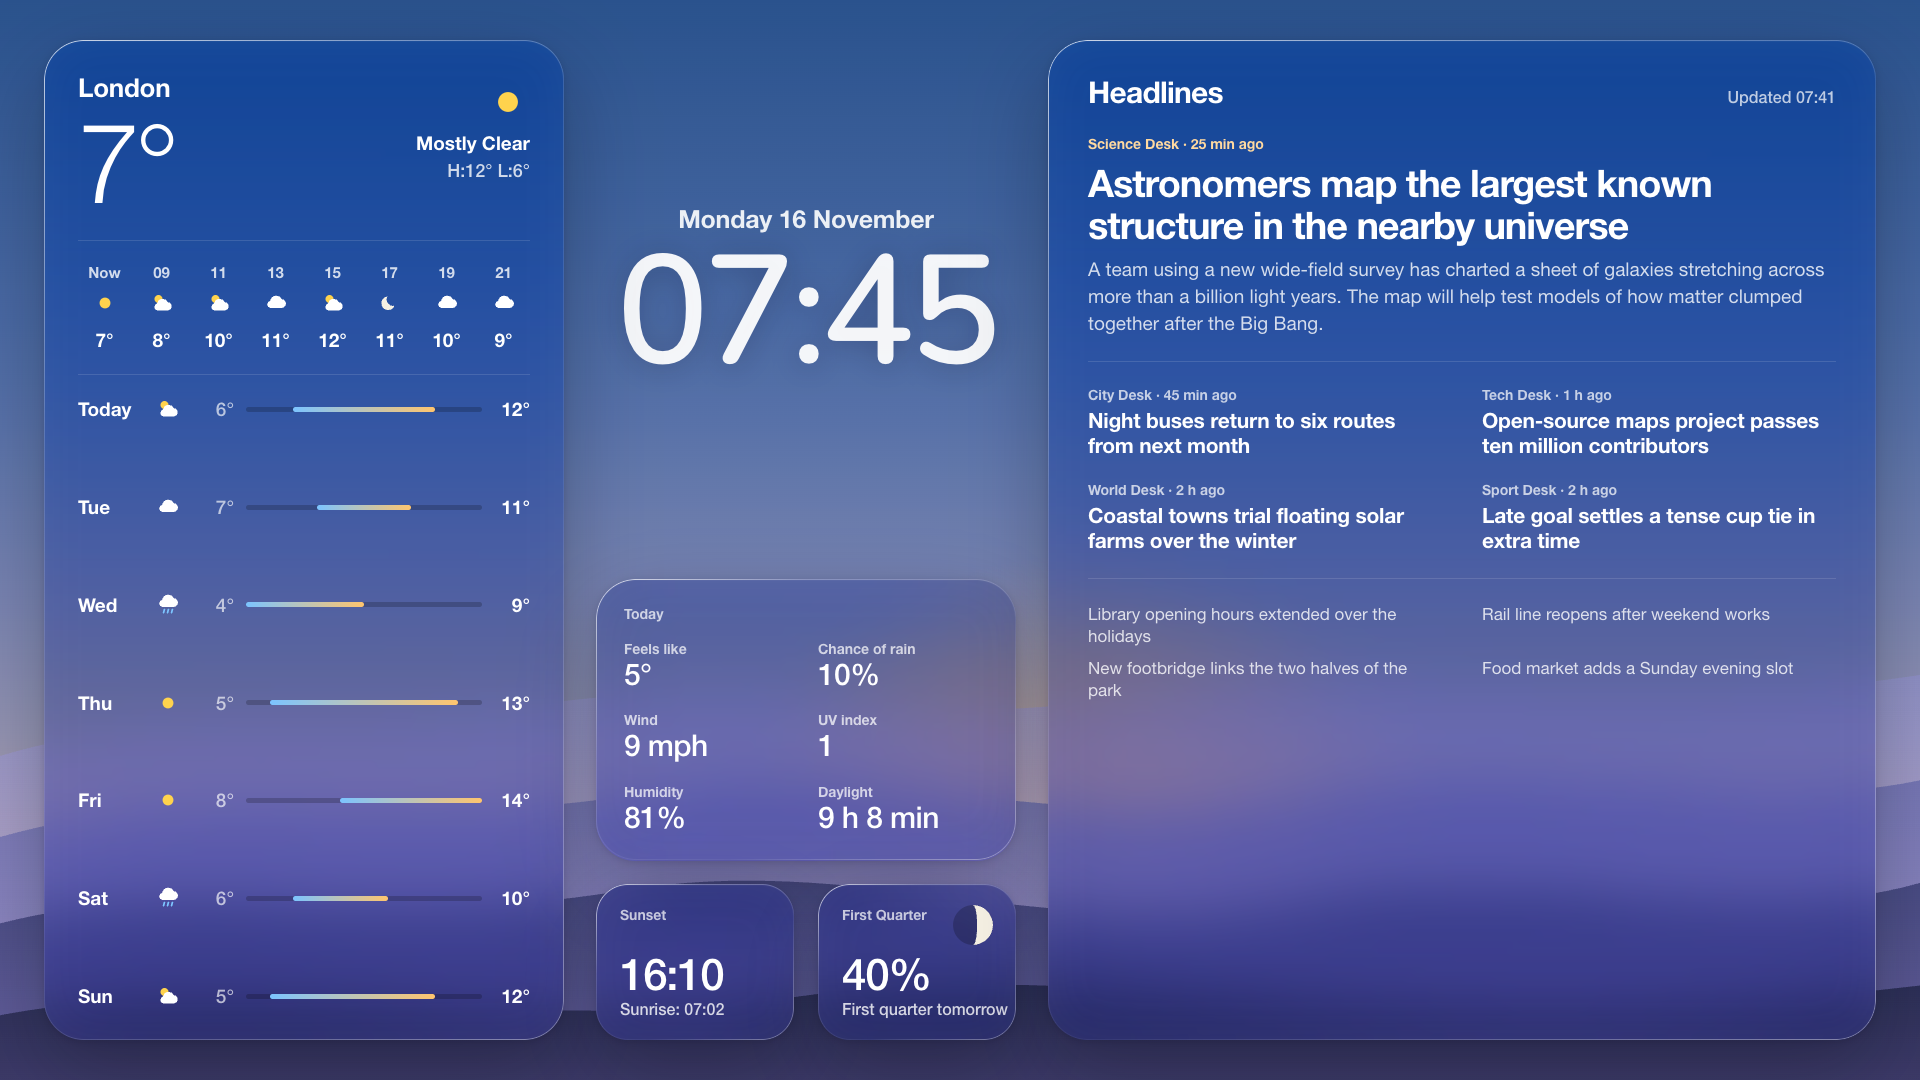 London
7°
Mostly Clear
H:12° L:6°
Now 09 11 13 15 17 19 21
7° 8° 10° 11° 12° 11° 10° 9°
Today 6° 12°
Tue 7° 11°
Wed 4° 9°
Thu 5° 13°
Fri 8° 14°
Sat 6° 10°
Sun 5° 12°
Monday 16 November
07:45
Today
Feels like Chance of rain
5° 10%
Wind UV index
9 mph 1
Humidity Daylight
81% 9 h 8 min
Sunset
16:10
Sunrise: 07:02
First Quarter
40%
First quarter tomorrow
Headlines
Updated 07:41
Science Desk · 25 min ago
Astronomers map the largest known
structure in the nearby universe
A team using a new wide-field survey has charted a sheet of galaxies stretching across
more than a billion light years. The map will help test models of how matter clumped
together after the Big Bang.
City Desk · 45 min ago
Night buses return to six routes
from next month
Tech Desk · 1 h ago
Open-source maps project passes
ten million contributors
World Desk · 2 h ago
Coastal towns trial floating solar
farms over the winter
Sport Desk · 2 h ago
Late goal settles a tense cup tie in
extra time
Library opening hours extended over the
holidays
Rail line reopens after weekend works
New footbridge links the two halves of the
park
Food market adds a Sunday evening slot